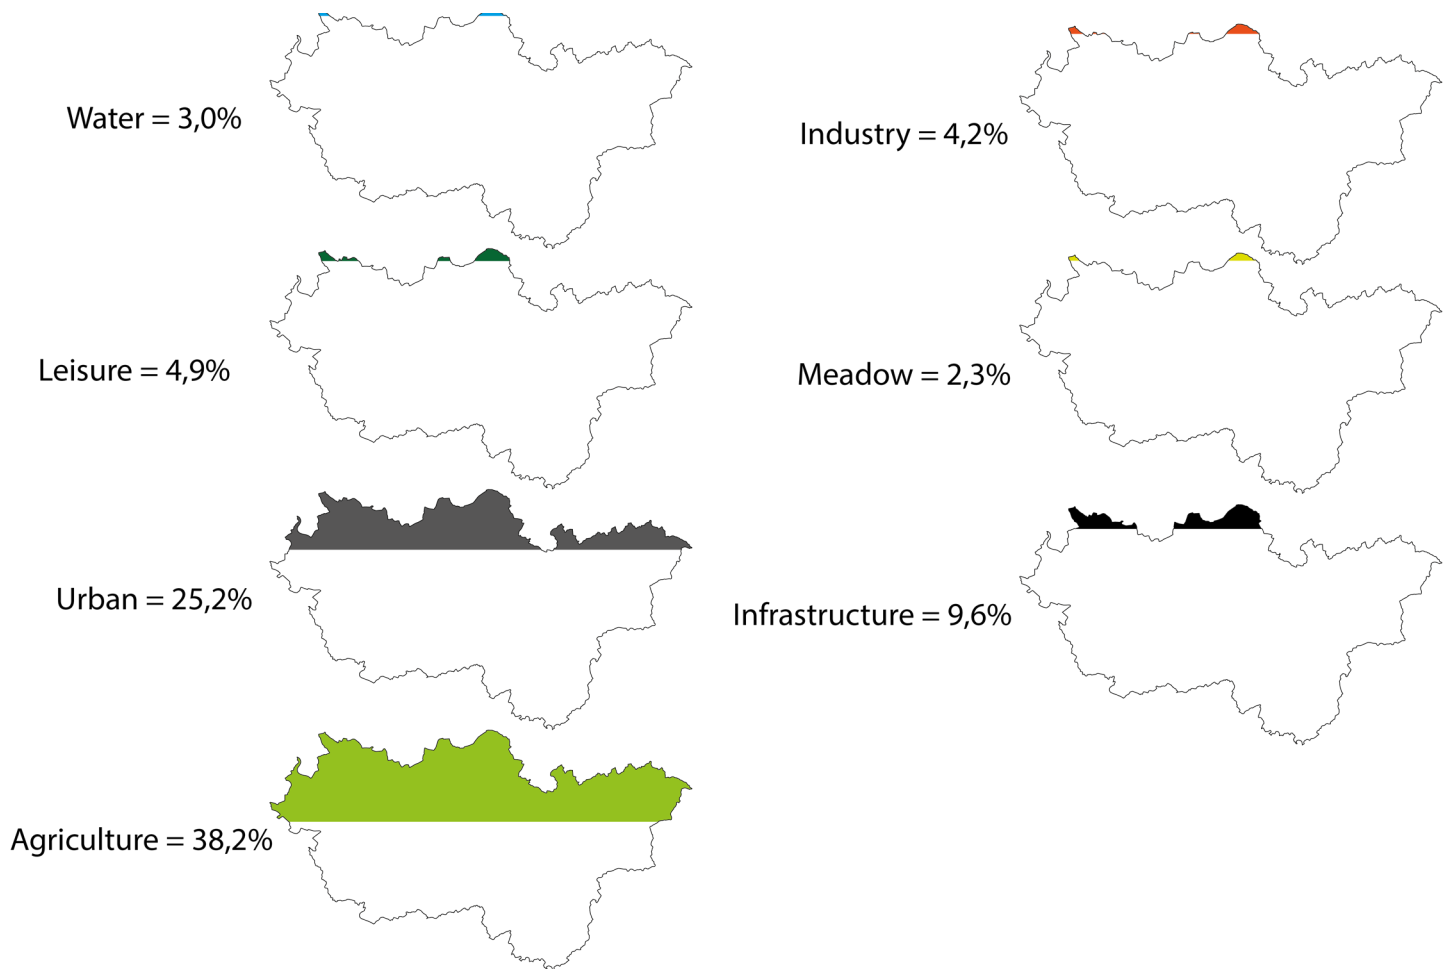 Water = 3,0%
Industry = 4,2%
Leisure = 4,9%
Meadow = 2,3%
Urban = 25,2%
Infrastructure = 9,6%
Agriculture = 38,2%